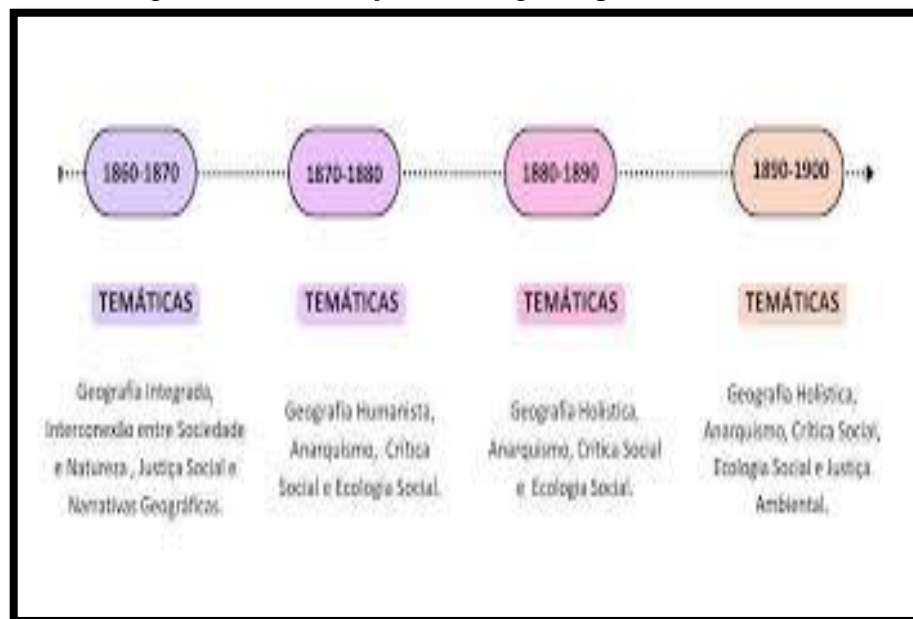 1860-1870
1870-1880
1880-1890
1890-1900
TEMÁTICAS
TEMÁTICAS
TEMÁTICAS
TEMÁTICAS
Geografia Integrada,
Interconexão entre Sociedade
e Natureza , Justiça Social e
Narrativas Geográficas.
Geografia Humanista,
Anarquismo, Crítica
Social e Ecologia Social.
Geografia Holística,
Anarquismo, Crítica Social
e Ecologia Social.
Geografia Holística,
Anarquismo, Crítica Social,
Ecologia Social e Justiça
Ambiental.